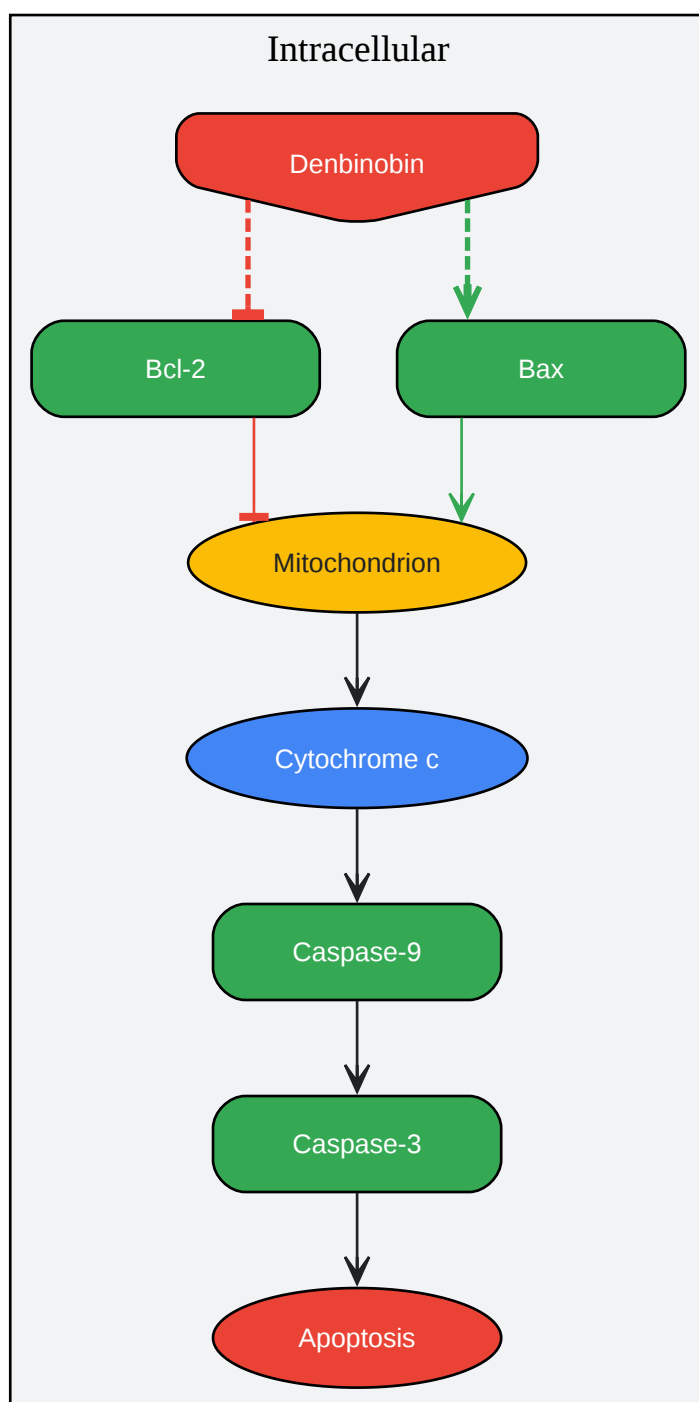 Intracellular
Denbinobin
Bcl-2
Bax
Mitochondrion
Cytochrome c
Caspase-9
Caspase-3
Apoptosis